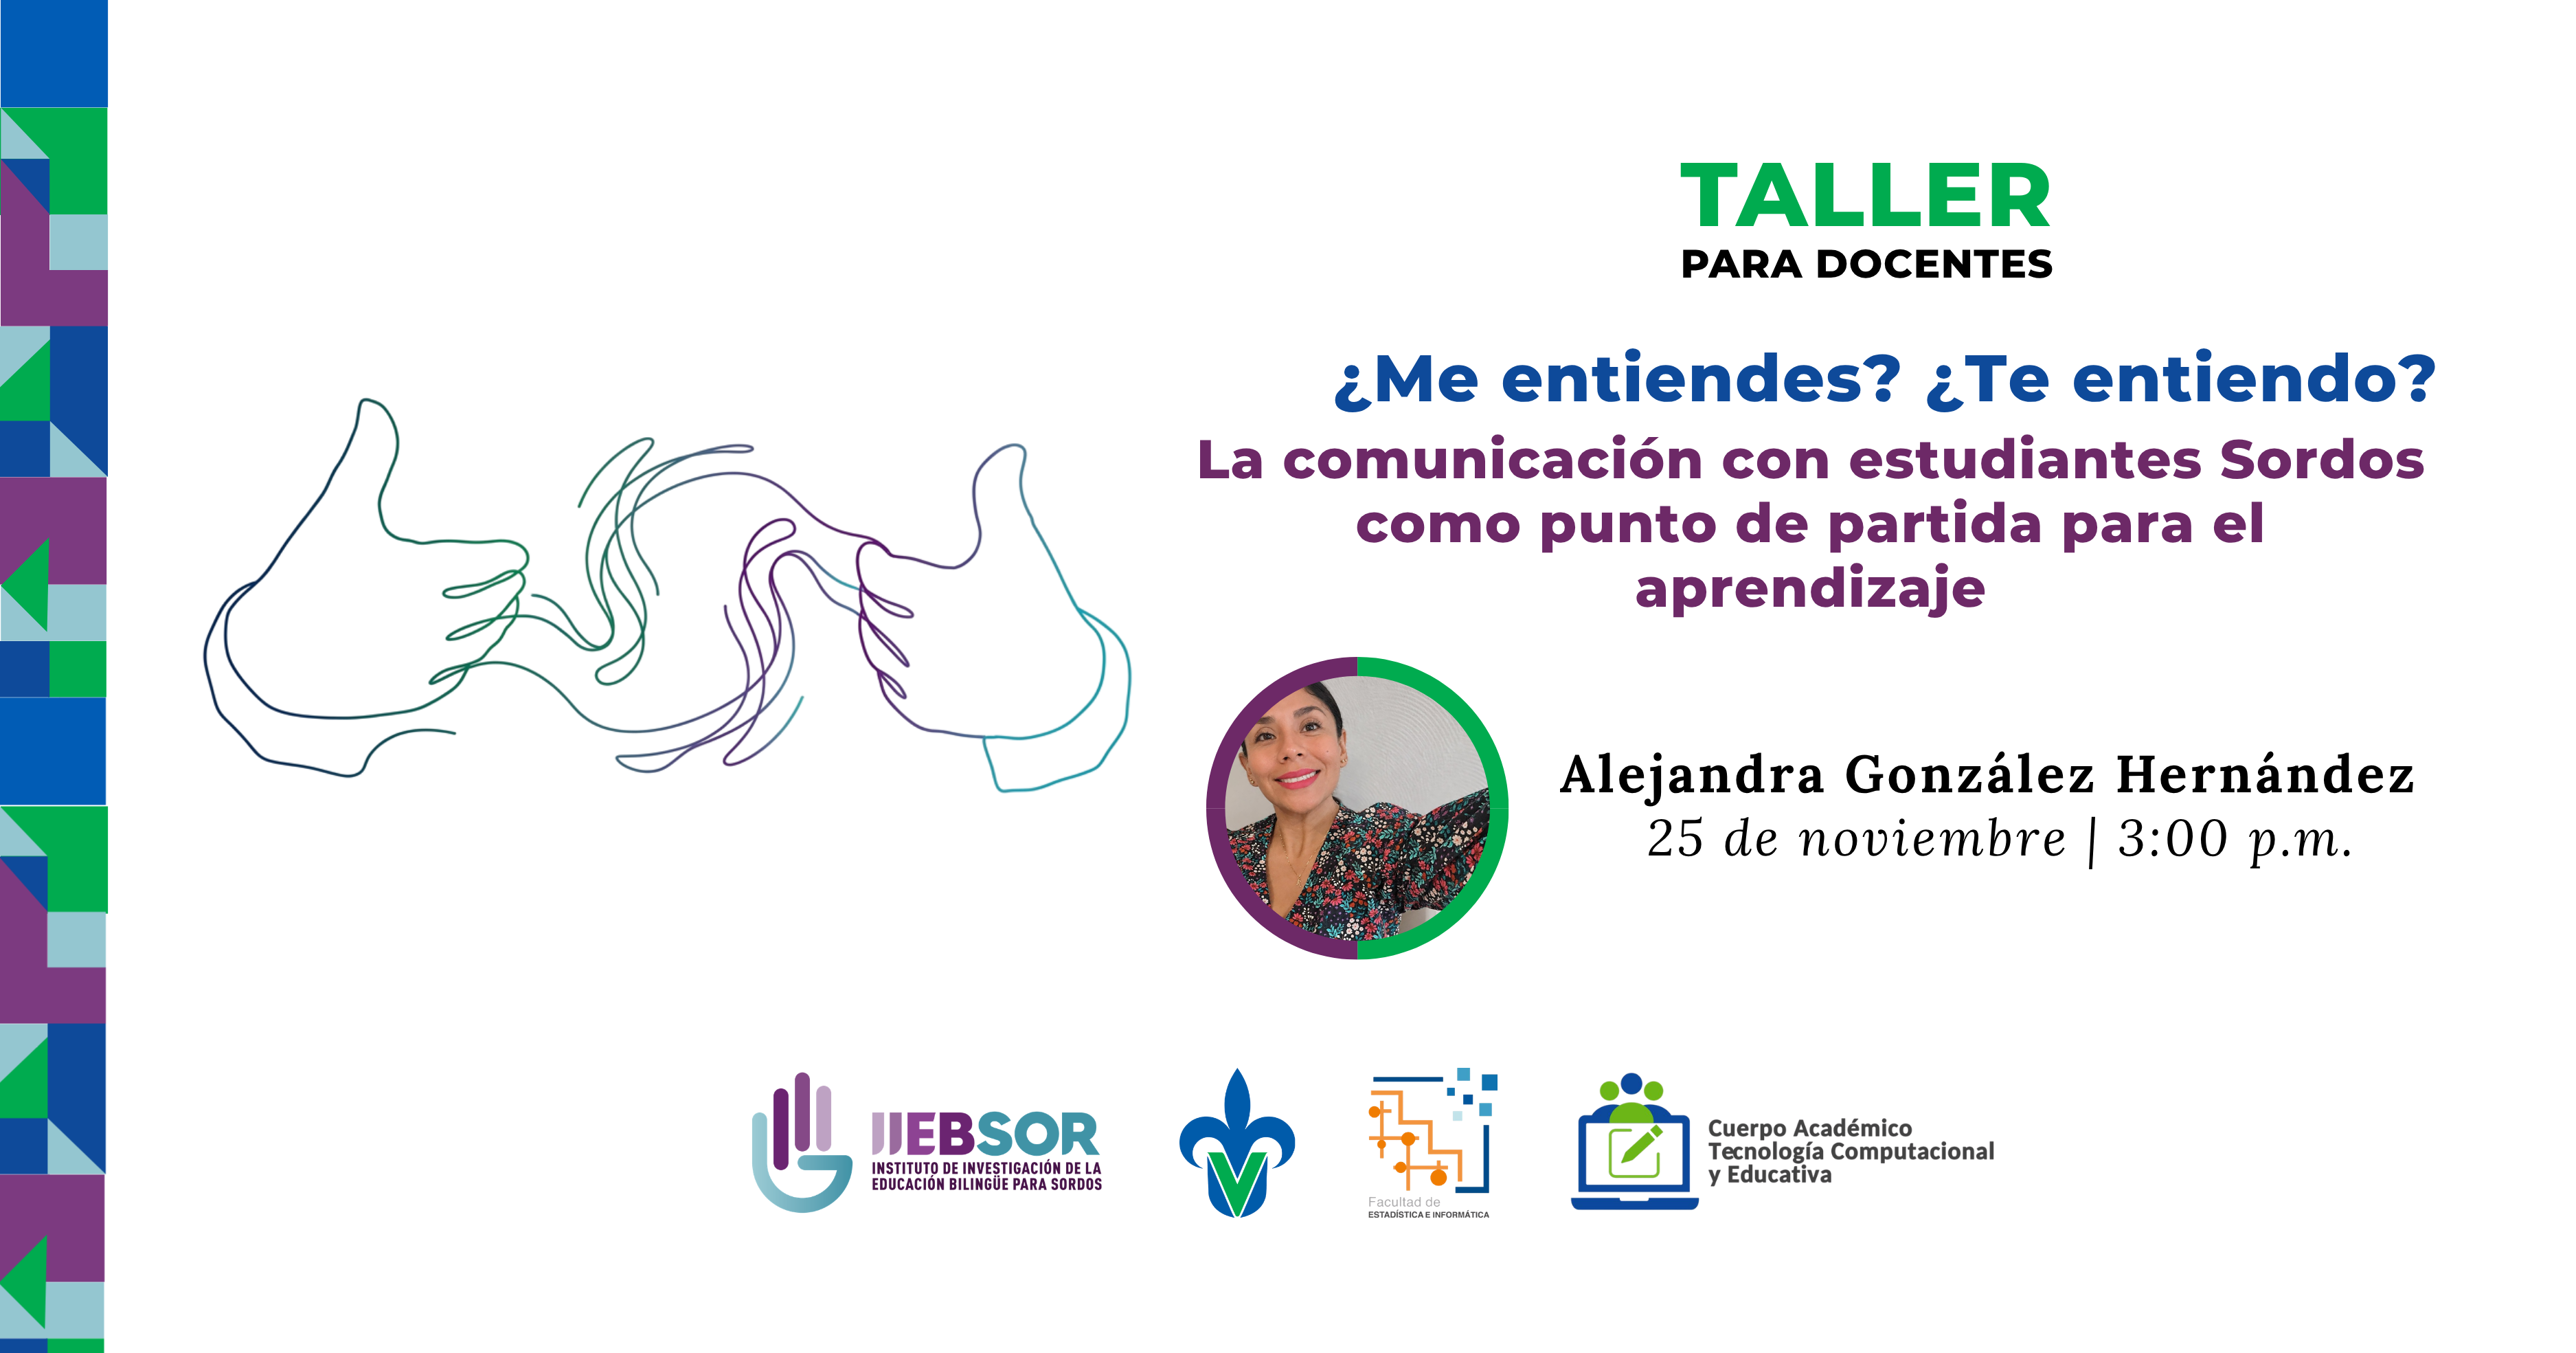 TALLER
PARA DOCENTES
¿Me entiendes? ¿Te entiendo?
La comunicación con estudiantes Sordos
como punto de partida para el
aprendizaje
Alejandra González Hernández
25 de noviembre | 3:00 p.m.
IIEBSOR
INSTITUTO DE INVESTIGACIÓN DE LA
EDUCACIÓN BILINGÜE PARA SORDOS
V
Facultad de
ESTADÍSTICA E INFORMÁTICA
Cuerpo Académico
Tecnología Computacional
y Educativa